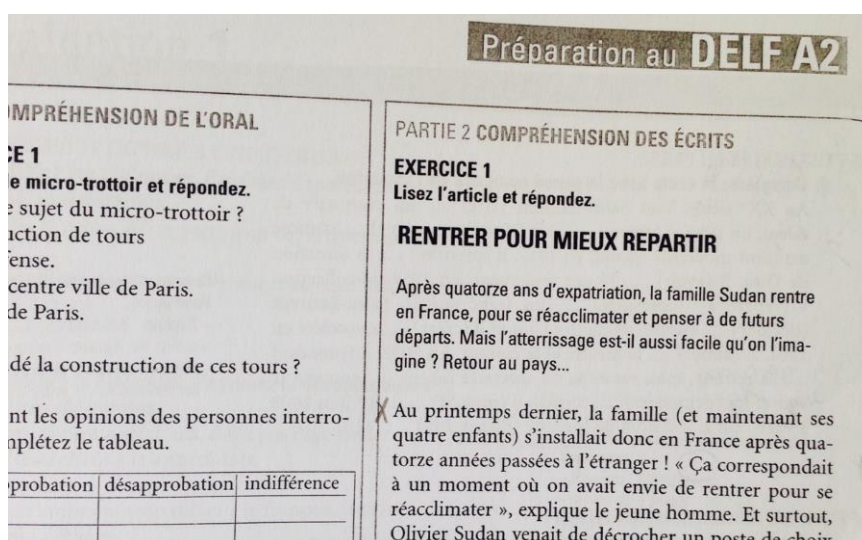 Préparation au DELF A2
MPRÉHENSION DE L'ORAL
CE 1
le micro-trottoir et répondez.
sujet du micro-trottoir ?
uction de tours
fense.
centre ville de Paris.
de Paris.
dé la construction de ces tours ?
nt les opinions des personnes interro-
mplétez le tableau.
probation désapprobation indifférence
PARTIE 2 COMPRÉHENSION DES ÉCRITS
EXERCICE 1
Lisez l'article et répondez.
RENTRER POUR MIEUX REPARTIR
Après quatorze ans d'expatriation, la famille Sudan rentre
en France, pour se réacclimater et penser à de futurs
départs. Mais l'atterrissage est-il aussi facile qu'on l'ima-
gine ? Retour au pays...
Au printemps dernier, la famille (et maintenant ses
quatre enfants) s'installait donc en France après qua-
torze années passées à l'étranger ! « Ça correspondait
à un moment où on avait envie de rentrer pour se
réacclimater », explique le jeune homme. Et surtout,
Olivier Sudan venait de décrocher un poste de choix